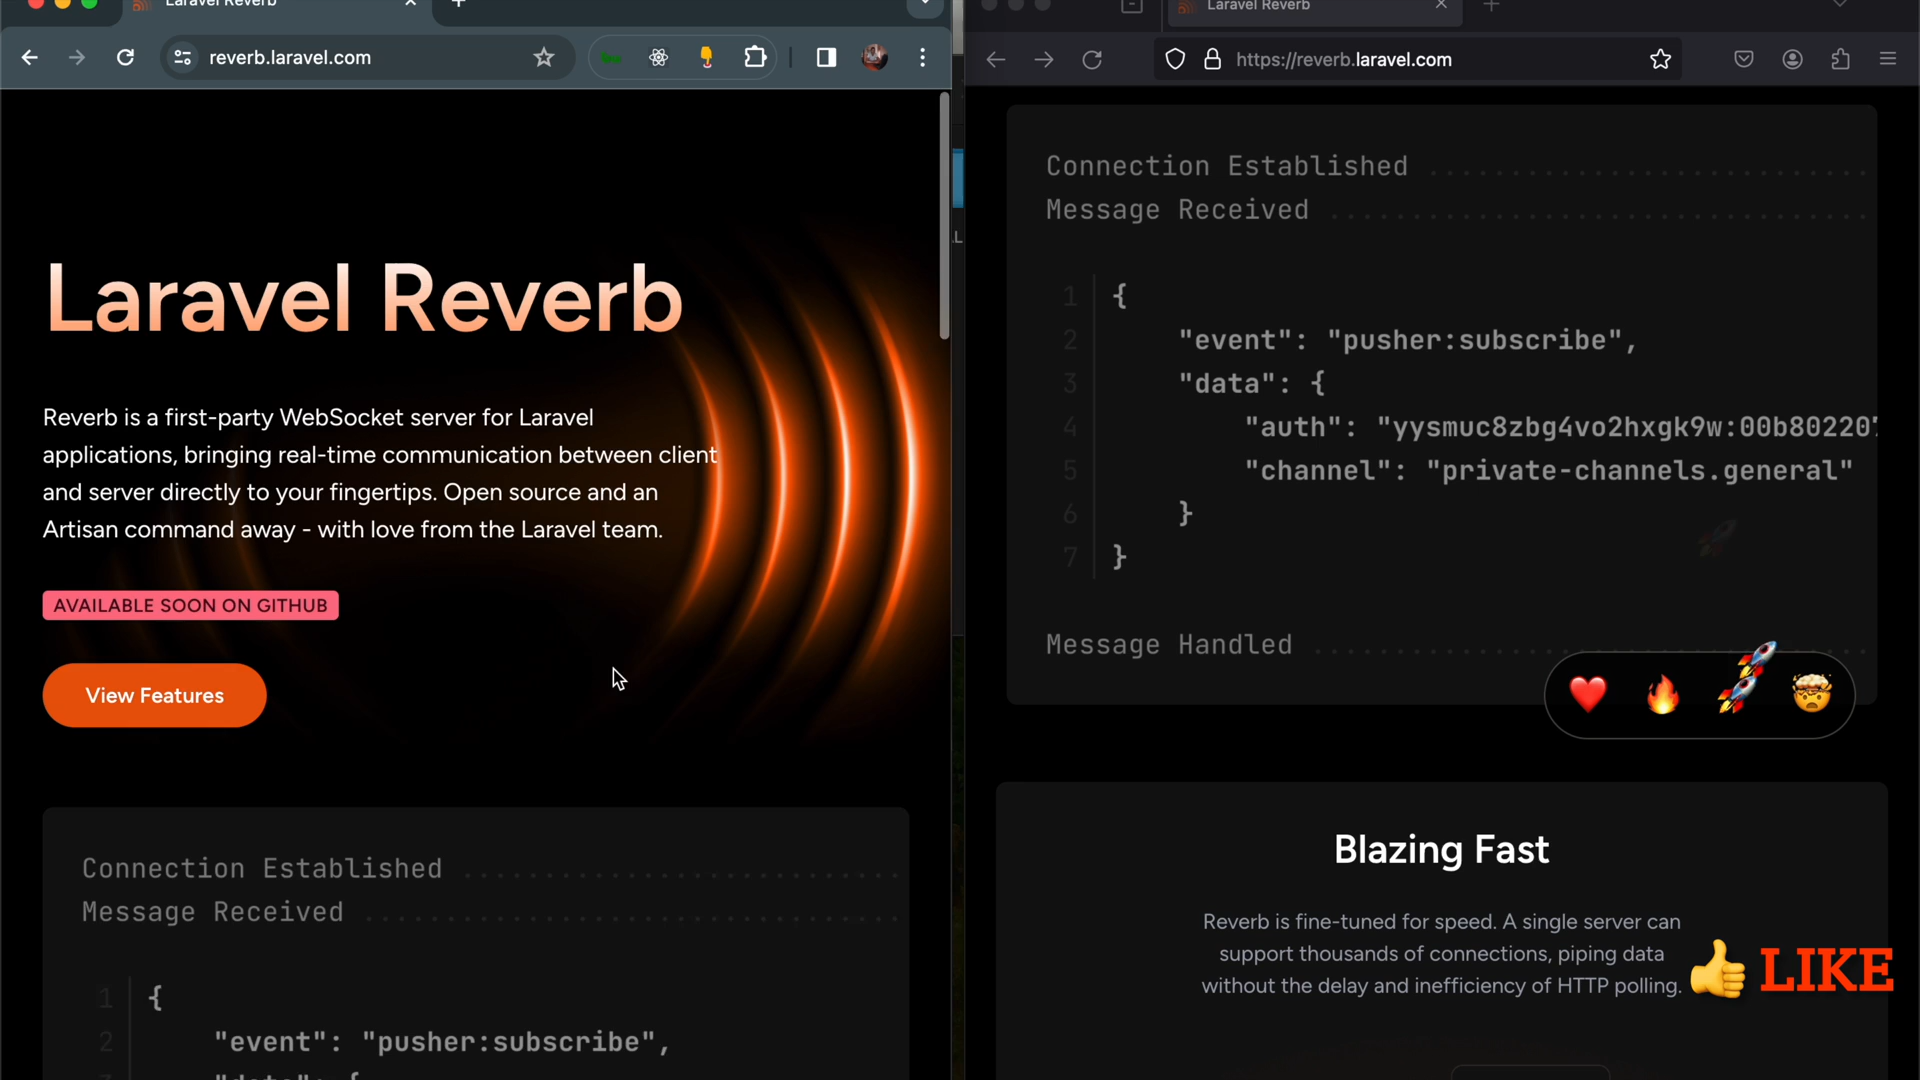 Laravel Reverb
reverb.laravel.com
Laravel Reverb
Reverb is a first-party WebSocket server for Laravel
applications, bringing real-time communication between client
and server directly to your fingertips. Open source and an
Artisan command away - with love from the Laravel team.
AVAILABLE SOON ON GITHUB
View Features
Connection Established
Message Received
1 {
2 "event": "pusher:subscribe",
Laravel Reverb
https://reverb.laravel.com
Connection Established
Message Received
1 {
2 "event": "pusher:subscribe",
3 "data": {
4 "auth": "yysmuc8zbg4vo2hxgk9w:00b80220
5 "channel": "private-channels.general"
6 }
7 }
Message Handled
Blazing Fast
Reverb is fine-tuned for speed. A single server can
support thousands of connections, piping data
without the delay and inefficiency of HTTP polling.
LIKE